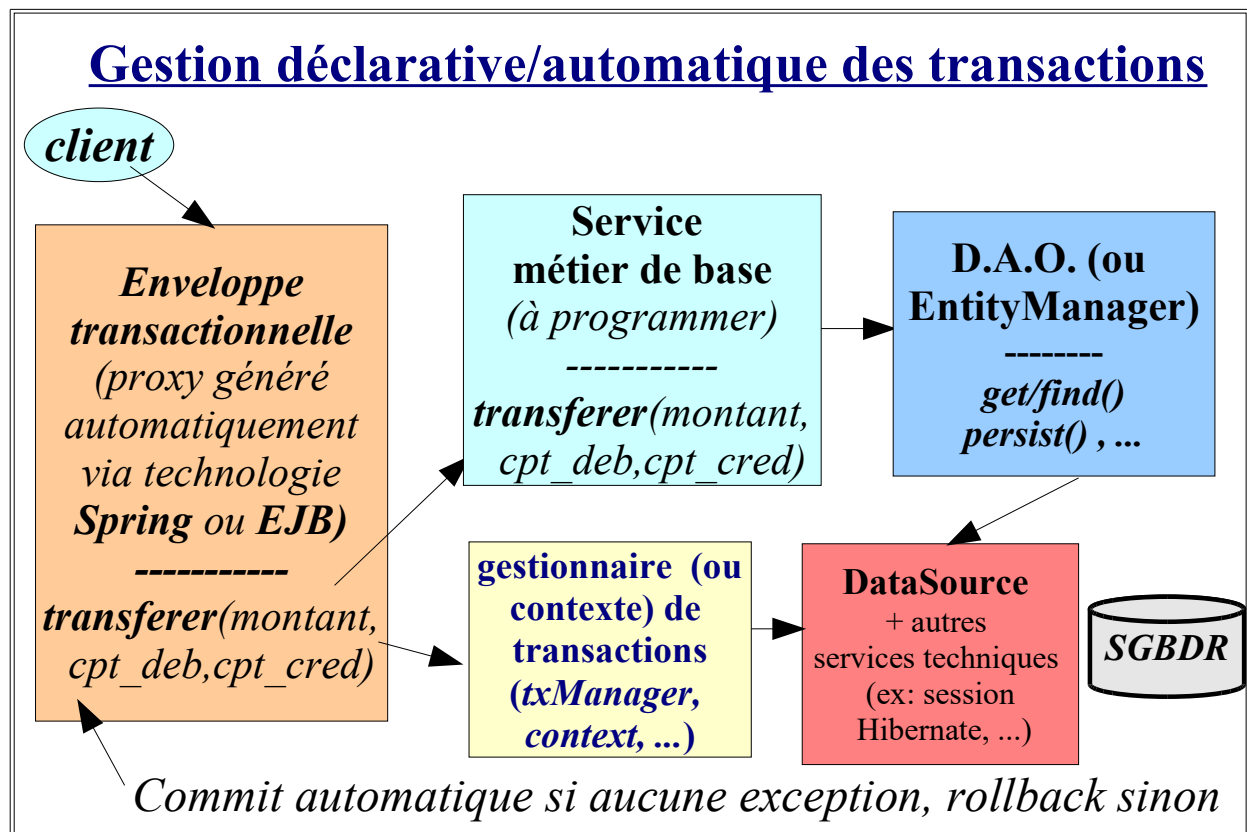 Gestion déclarative/automatique des transactions
client
Enveloppe
transactionnelle
(proxy généré
automatiquement
via technologie
Spring ou EJB)
-----------
transferer(montant,
cpt_deb,cpt_cred)
Service
métier de base
(à programmer)
-----------
transferer(montant,
cpt_deb,cpt_cred)
D.A.O. (ou
EntityManager)
--------
get/find()
persist() , ...
gestionnaire (ou
contexte) de
transactions
(txManager,
context, ...)
DataSource
+ autres
services techniques
(ex: session
Hibernate, ...)
SGBDR
Commit automatique si aucune exception, rollback sinon